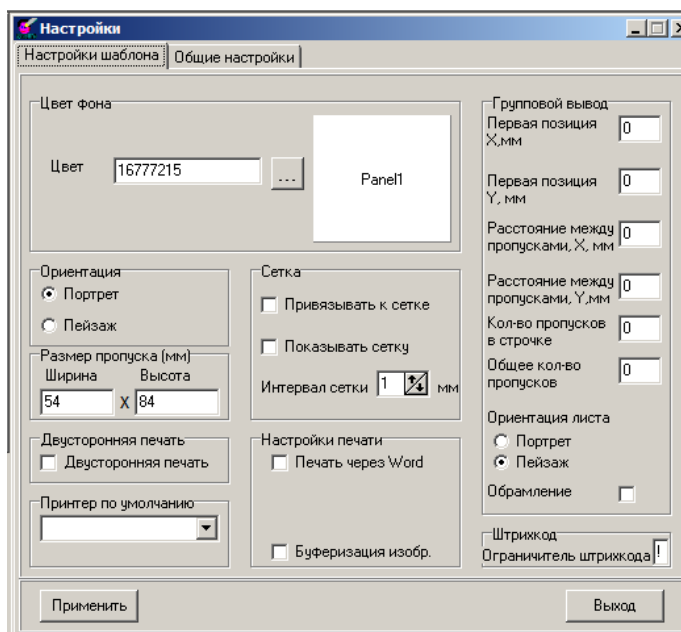 Настройки
Настройки шаблона
Общие настройки
Цвет фона
Цвет
16777215
...
Panel1
Ориентация
Портрет
Пейзаж
Размер пропуска (мм)
Ширина
Высота
54
X
84
Двусторонняя печать
Двусторонняя печать
Принтер по умолчанию
Сетка
Привязывать к сетке
Показывать сетку
Интервал сетки
1
мм
Настройки печати
Печать через Word
Буферизация изобр.
Групповой вывод
Первая позиция
X,мм
0
Первая позиция
Y, мм
0
Расстояние между
пропусками, X, мм
0
Расстояние между
пропусками, Y,мм
0
Кол-во пропусков
в строчке
0
Общее кол-во
пропусков
0
Ориентация листа
Портрет
Пейзаж
Обрамление
Штрихкод
Ограничитель штрихкода
!
Применить
Выход